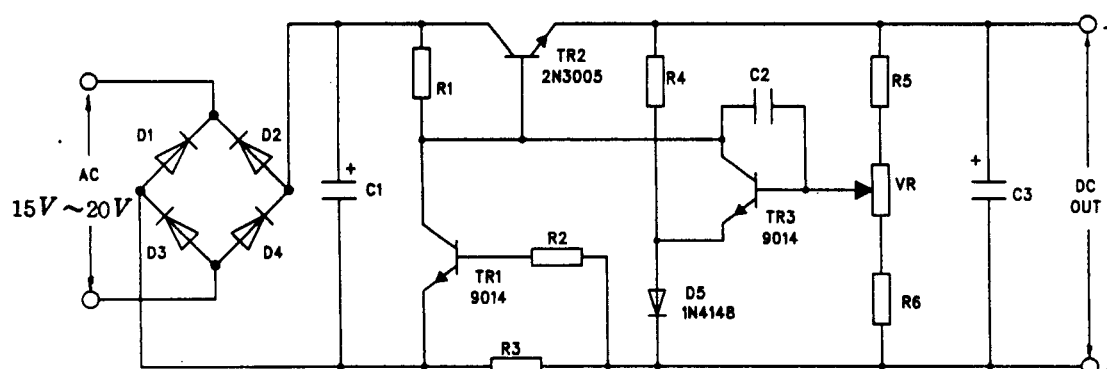 TR2
2N3005
R1
R4
C2
R5
D1
D2
AC
15V～20V
C1
+
TR3
9014
VR
+
C3
DC
OUT
D3
D4
R2
TR1
9014
D5
1N4148
R6
R3